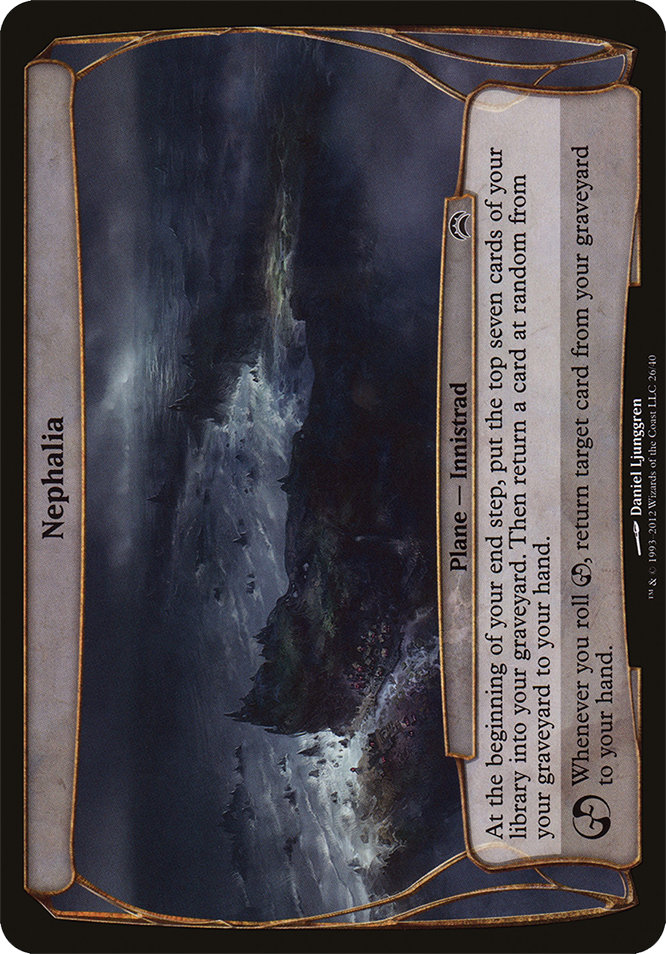 Nephalia
Plane — Innistrad
At the beginning of your end step, put the top seven cards of your
library into your graveyard. Then return a card at random from
your graveyard to your hand.
Whenever you roll , return target card from your graveyard
to your hand.
Daniel Ljunggren
™ & © 1993–2012 Wizards of the Coast LLC 26/40